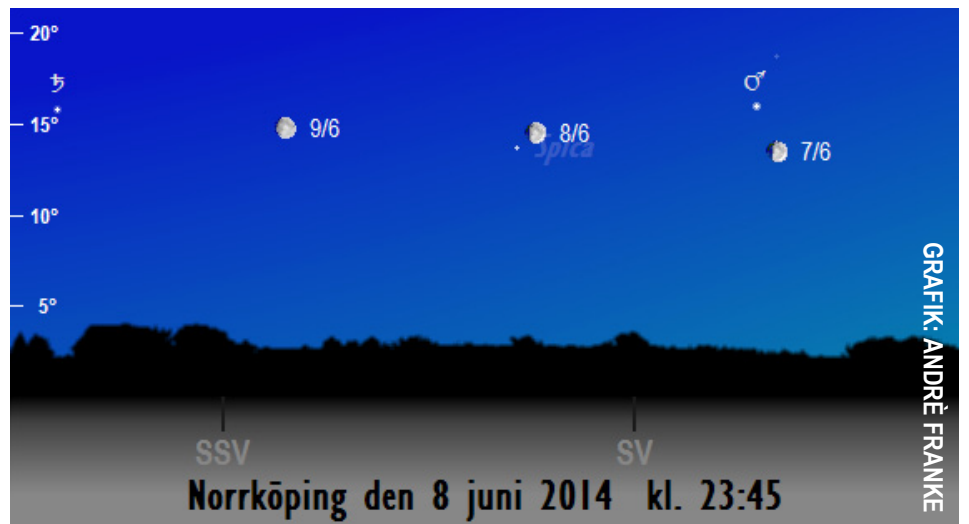 20°
♄
♂
15°
9/6
8/6
Spica
7/6
10°
5°
GRAFIK: ANDRÈ FRANKE
SSV
SV
Norrköping den 8 juni 2014 kl. 23:45